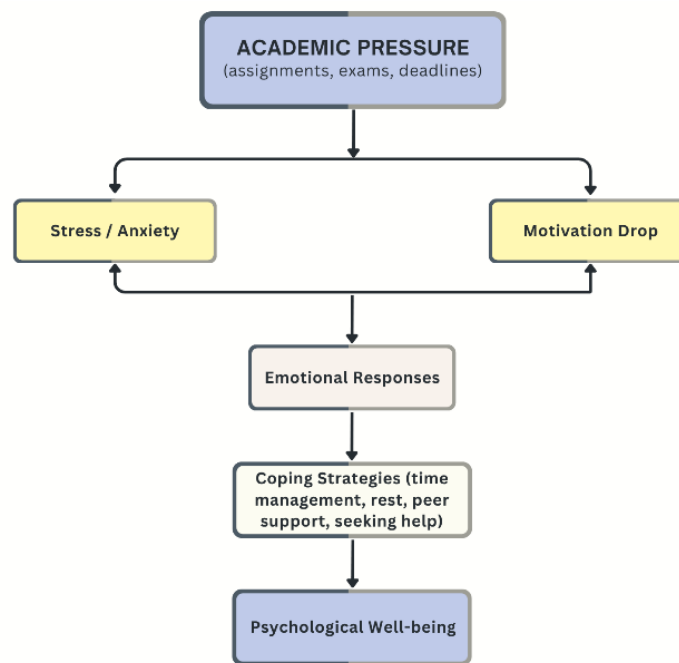 ACADEMIC PRESSURE
(assignments, exams, deadlines)
Stress / Anxiety
Motivation Drop
Emotional Responses
Coping Strategies (time
management, rest, peer
support, seeking help)
Psychological Well-being